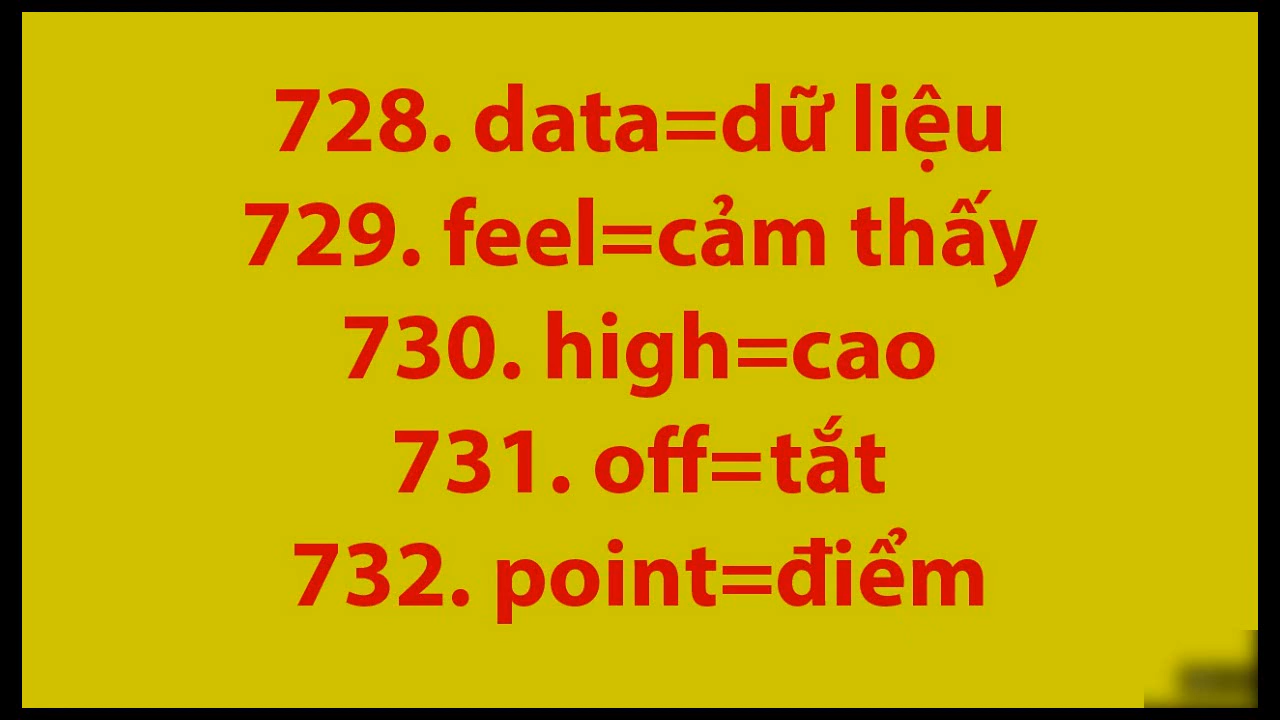 728. data=dữ liệu
729. feel=cảm thấy
730. high=cao
731. off=tắt
732. point=điểm